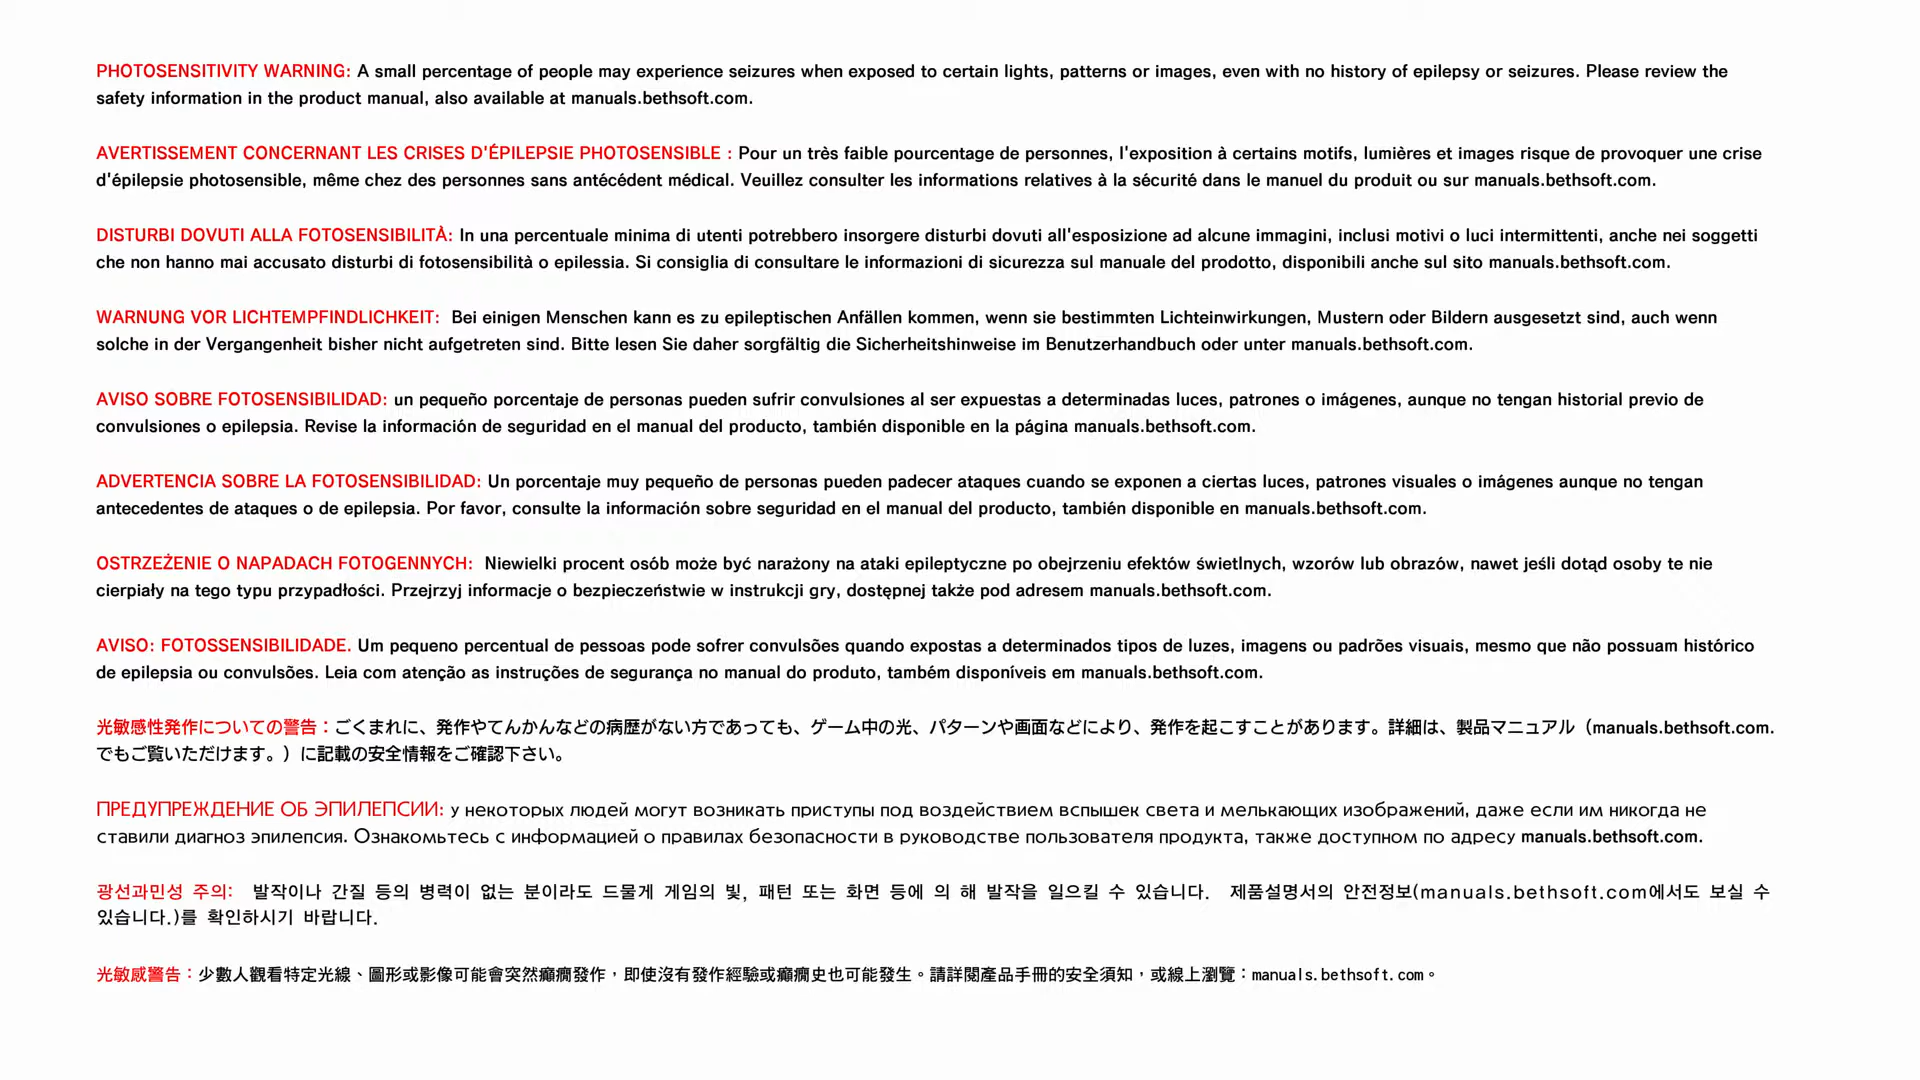 PHOTOSENSITIVITY WARNING: A small percentage of people may experience seizures when exposed to certain lights, patterns or images, even with no history of epilepsy or seizures. Please review the
safety information in the product manual, also available at manuals.bethsoft.com.
AVERTISSEMENT CONCERNANT LES CRISES D'ÉPILEPSIE PHOTOSENSIBLE : Pour un très faible pourcentage de personnes, l'exposition à certains motifs, lumières et images risque de provoquer une crise
d'épilepsie photosensible, même chez des personnes sans antécédent médical. Veuillez consulter les informations relatives à la sécurité dans le manuel du produit ou sur manuals.bethsoft.com.
DISTURBI DOVUTI ALLA FOTOSENSIBILITÀ: In una percentuale minima di utenti potrebbero insorgere disturbi dovuti all'esposizione ad alcune immagini, inclusi motivi o luci intermittenti, anche nei soggetti
che non hanno mai accusato disturbi di fotosensibilità o epilessia. Si consiglia di consultare le informazioni di sicurezza sul manuale del prodotto, disponibili anche sul sito manuals.bethsoft.com.
WARNUNG VOR LICHTEMPFINDLICHKEIT: Bei einigen Menschen kann es zu epileptischen Anfällen kommen, wenn sie bestimmten Lichteinwirkungen, Mustern oder Bildern ausgesetzt sind, auch wenn
solche in der Vergangenheit bisher nicht aufgetreten sind. Bitte lesen Sie daher sorgfältig die Sicherheitshinweise im Benutzerhandbuch oder unter manuals.bethsoft.com.
AVISO SOBRE FOTOSENSIBILIDAD: un pequeño porcentaje de personas pueden sufrir convulsiones al ser expuestas a determinadas luces, patrones o imágenes, aunque no tengan historial previo de
convulsiones o epilepsia. Revise la información de seguridad en el manual del producto, también disponible en la página manuals.bethsoft.com.
ADVERTENCIA SOBRE LA FOTOSENSIBILIDAD: Un porcentaje muy pequeño de personas pueden padecer ataques cuando se exponen a ciertas luces, patrones visuales o imágenes aunque no tengan
antecedentes de ataques o de epilepsia. Por favor, consulte la información sobre seguridad en el manual del producto, también disponible en manuals.bethsoft.com.
OSTRZEŻENIE O NAPADACH FOTOGENNYCH: Niewielki procent osób może być narażony na ataki epileptyczne po obejrzeniu efektów świetlnych, wzorów lub obrazów, nawet jeśli dotąd osoby te nie
cierpiały na tego typu przypadłości. Przejrzyj informacje o bezpieczeństwie w instrukcji gry, dostępnej także pod adresem manuals.bethsoft.com.
AVISO: FOTOSSENSIBILIDADE. Um pequeno percentual de pessoas pode sofrer convulsões quando expostas a determinados tipos de luzes, imagens ou padrões visuais, mesmo que não possuam histórico
de epilepsia ou convulsões. Leia com atenção as instruções de segurança no manual do produto, também disponíveis em manuals.bethsoft.com.
光敏感性発作についての警告：ごくまれに、発作やてんかんなどの病歴がない方であっても、ゲーム中の光、パターンや画面などにより、発作を起こすことがあります。詳細は、製品マニュアル（manuals.bethsoft.com.
でもご覧いただけます。）に記載の安全情報をご確認下さい。
ПРЕДУПРЕЖДЕНИЕ ОБ ЭПИЛЕПСИИ: у некоторых людей могут возникать приступы под воздействием вспышек света и мелькающих изображений, даже если им никогда не
ставили диагноз эпилепсия. Ознакомьтесь с информацией о правилах безопасности в руководстве пользователя продукта, также доступном по адресу manuals.bethsoft.com.
광선과민성 주의: 발작이나 간질 등의 병력이 없는 분이라도 드물게 게임의 빛, 패턴 또는 화면 등에 의 해 발작을 일으킬 수 있습니다. 제품설명서의 안전정보(manuals.bethsoft.com에서도 보실 수
있습니다.)를 확인하시기 바랍니다.
光敏感警告：少數人觀看特定光線、圖形或影像可能會突然癲癇發作，即使沒有發作經驗或癲癇史也可能發生。請詳閱產品手冊的安全須知，或線上瀏覽：manuals.bethsoft.com。